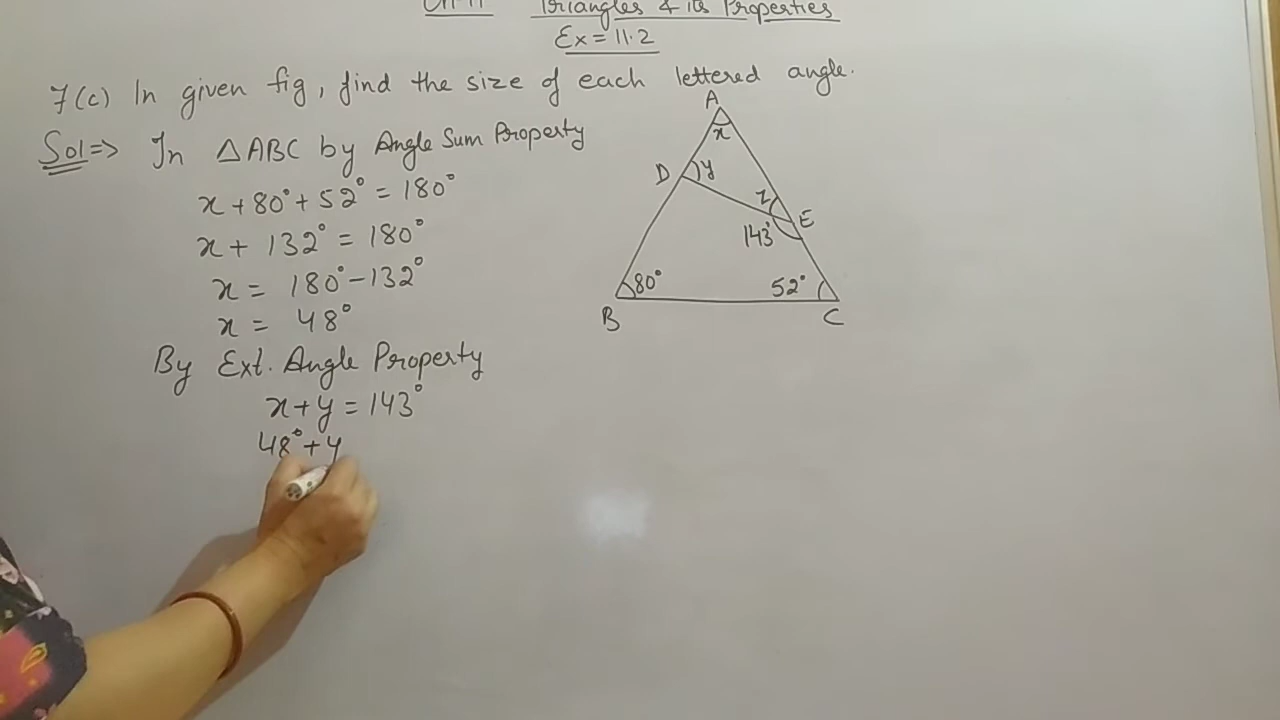 Triangles & its Properties
Ex = 11.2
7(c) In given fig, find the size of each lettered angle.
Sol => In △ABC by Angle Sum Property
x + 80° + 52° = 180°
x + 132° = 180°
x = 180° - 132°
x = 48°
By Ext. Angle Property
x + y = 143°
48° + y
A
x
D
y
z
E
143°
80°
52°
B
C